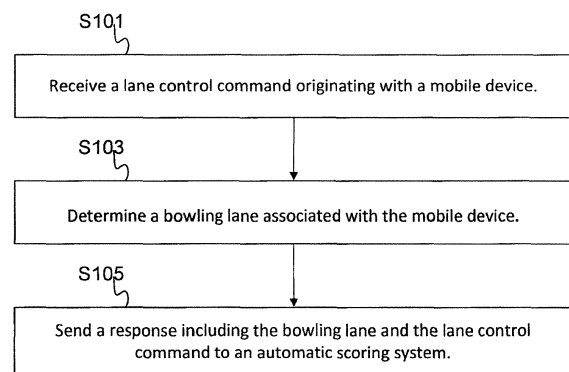 S101
Receive a lane control command originating with a mobile device.
S103
Determine a bowling lane associated with the mobile device.
S105
Send a response including the bowling lane and the lane control
command to an automatic scoring system.